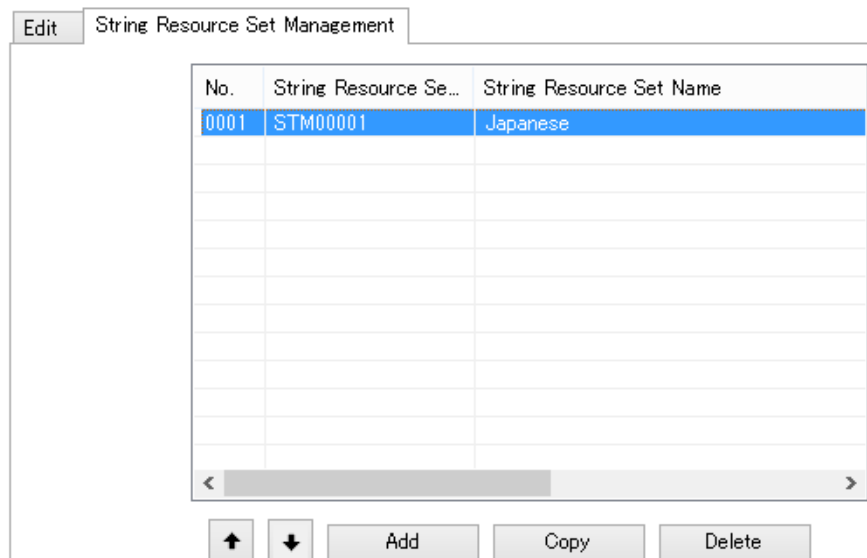 Edit String Resource Set Management
No. String Resource Se... String Resource Set Name
0001 STM00001 Japanese
Add Copy Delete